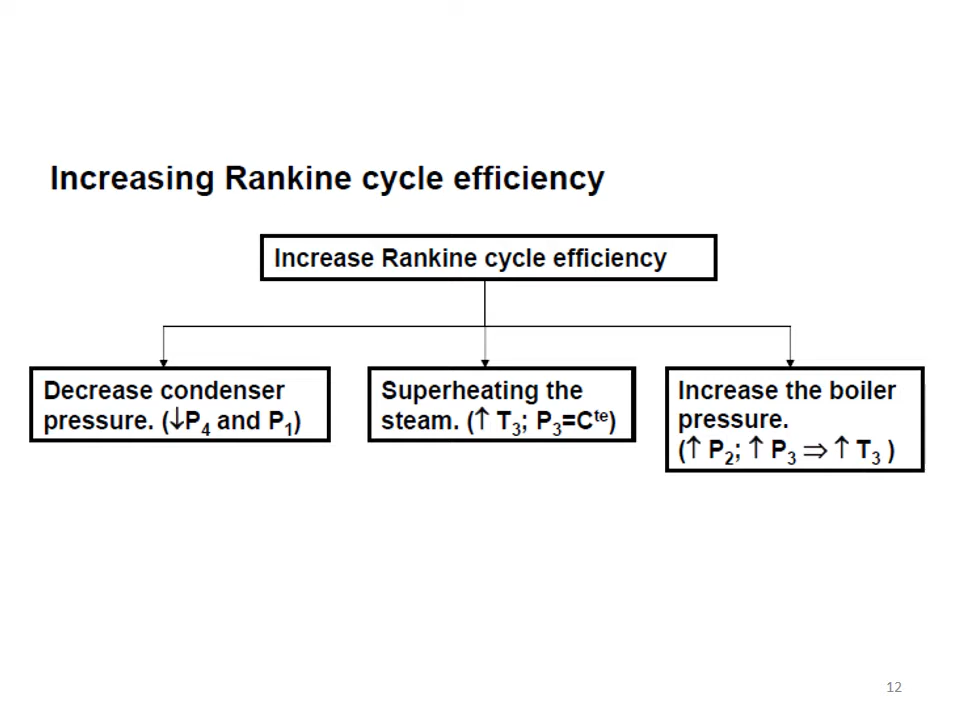 Increasing Rankine cycle efficiency
Increase Rankine cycle efficiency
Decrease condenser
pressure. (↓P₄ and P₁)
Superheating the
steam. (↑ T₃; P₃=Cᵗᵉ)
Increase the boiler
pressure.
(↑ P₂; ↑ P₃ ⇒ ↑ T₃ )
12